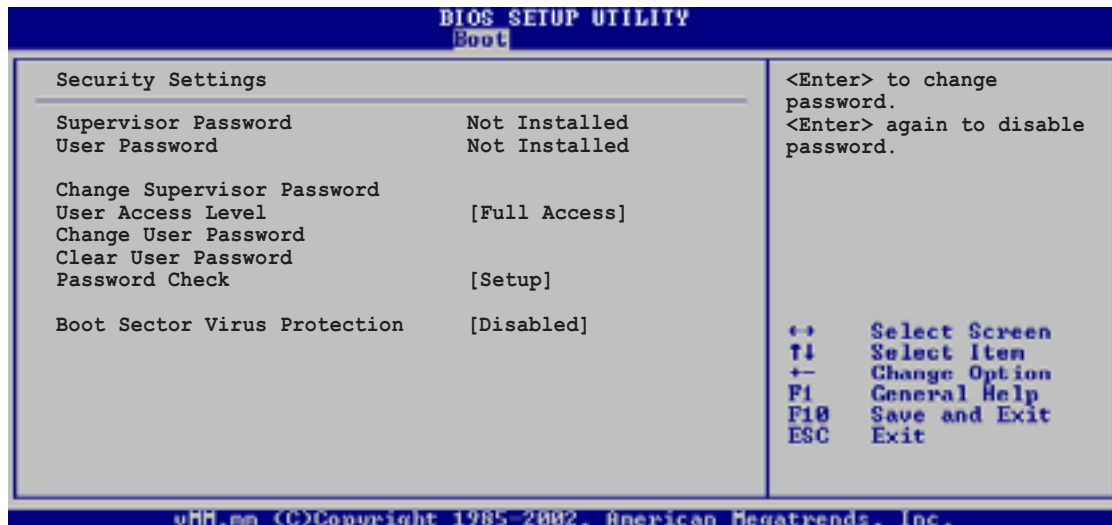 BIOS SETUP UTILITY
Boot
Security Settings
Supervisor Password Not Installed
User Password Not Installed
Change Supervisor Password
User Access Level [Full Access]
Change User Password
Clear User Password
Password Check [Setup]
Boot Sector Virus Protection [Disabled]
<Enter> to change
password.
<Enter> again to disable
password.
←→ Select Screen
↑↓ Select Item
+- Change Option
F1 General Help
F10 Save and Exit
ESC Exit
vMM.mm (C)Copyright 1985-2002, American Megatrends, Inc.